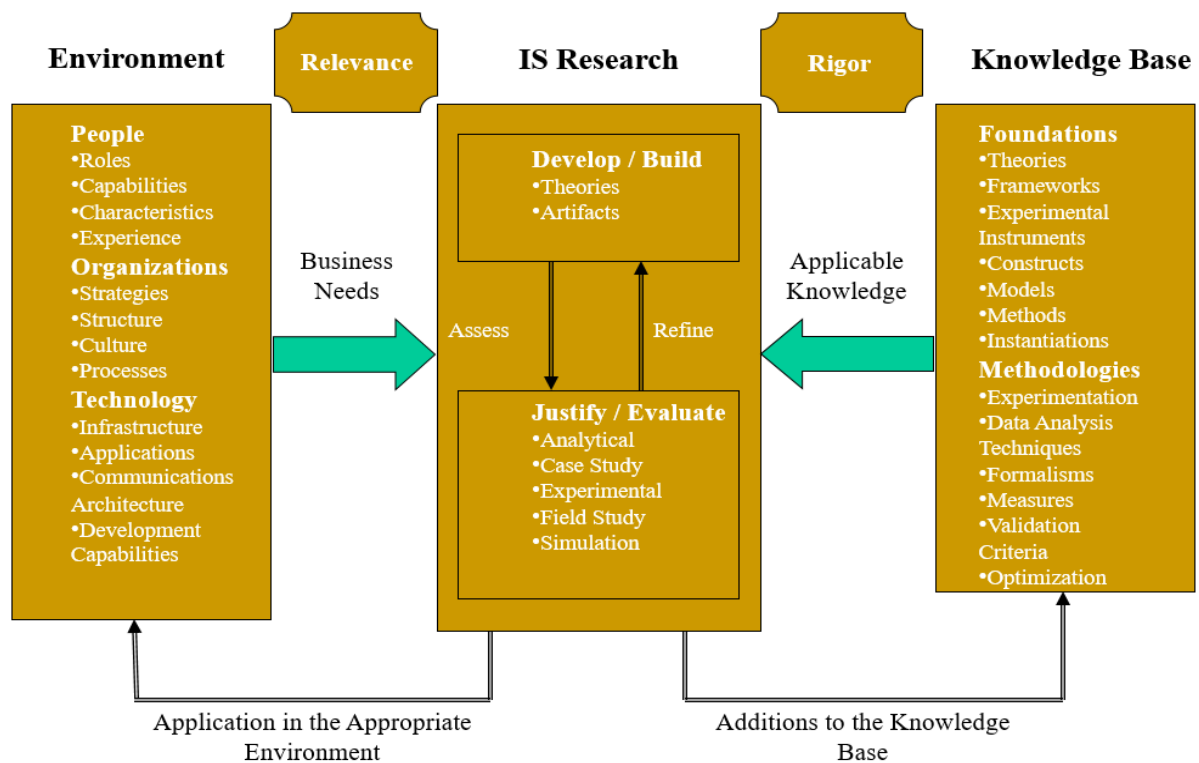 Environment
Relevance
IS Research
Rigor
Knowledge Base
People
•Roles
•Capabilities
•Characteristics
•Experience
Organizations
•Strategies
•Structure
•Culture
•Processes
Technology
•Infrastructure
•Applications
•Communications
Architecture
•Development
Capabilities
Business
Needs
Develop / Build
•Theories
•Artifacts
Assess
Refine
Justify / Evaluate
•Analytical
•Case Study
•Experimental
•Field Study
•Simulation
Applicable
Knowledge
Foundations
•Theories
•Frameworks
•Experimental
Instruments
•Constructs
•Models
•Methods
•Instantiations
Methodologies
•Experimentation
•Data Analysis
Techniques
•Formalisms
•Measures
•Validation
Criteria
•Optimization
Application in the Appropriate
Environment
Additions to the Knowledge
Base